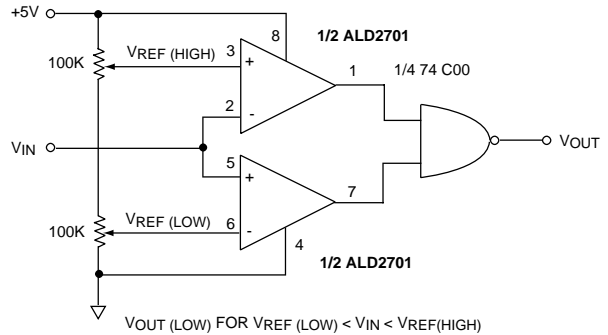 +5V
8
1/2 ALD2701
100K
VREF (HIGH)
3
+
1
1/4 74 C00
2
-
VIN
VOUT
5
+
7
100K
VREF (LOW)
6
-
4
1/2 ALD2701
VOUT (LOW) FOR VREF (LOW) < VIN < VREF(HIGH)